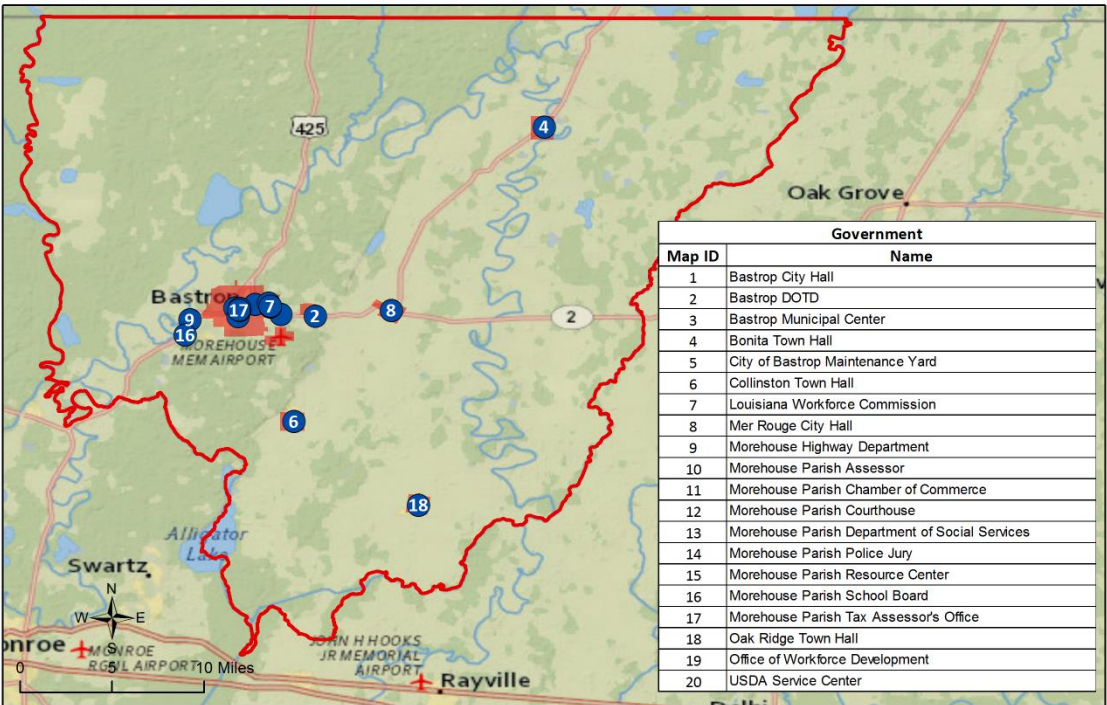 425
4
Oak Grove
Bastrop
17
7
2
8
2
9
16
MOREHOUSE
MEM AIRPORT
6
18
Alligator
Lake
Swartz
N
W E
S
0 5 10 Miles
onroe
MONROE
RGNL AIRPORT
JOHN H HOOKS
JR MEMORIAL
AIRPORT
Rayville
Delhi
Government
Map ID Name
1 Bastrop City Hall
2 Bastrop DOTD
3 Bastrop Municipal Center
4 Bonita Town Hall
5 City of Bastrop Maintenance Yard
6 Collinston Town Hall
7 Louisiana Workforce Commission
8 Mer Rouge City Hall
9 Morehouse Highway Department
10 Morehouse Parish Assessor
11 Morehouse Parish Chamber of Commerce
12 Morehouse Parish Courthouse
13 Morehouse Parish Department of Social Services
14 Morehouse Parish Police Jury
15 Morehouse Parish Resource Center
16 Morehouse Parish School Board
17 Morehouse Parish Tax Assessor's Office
18 Oak Ridge Town Hall
19 Office of Workforce Development
20 USDA Service Center